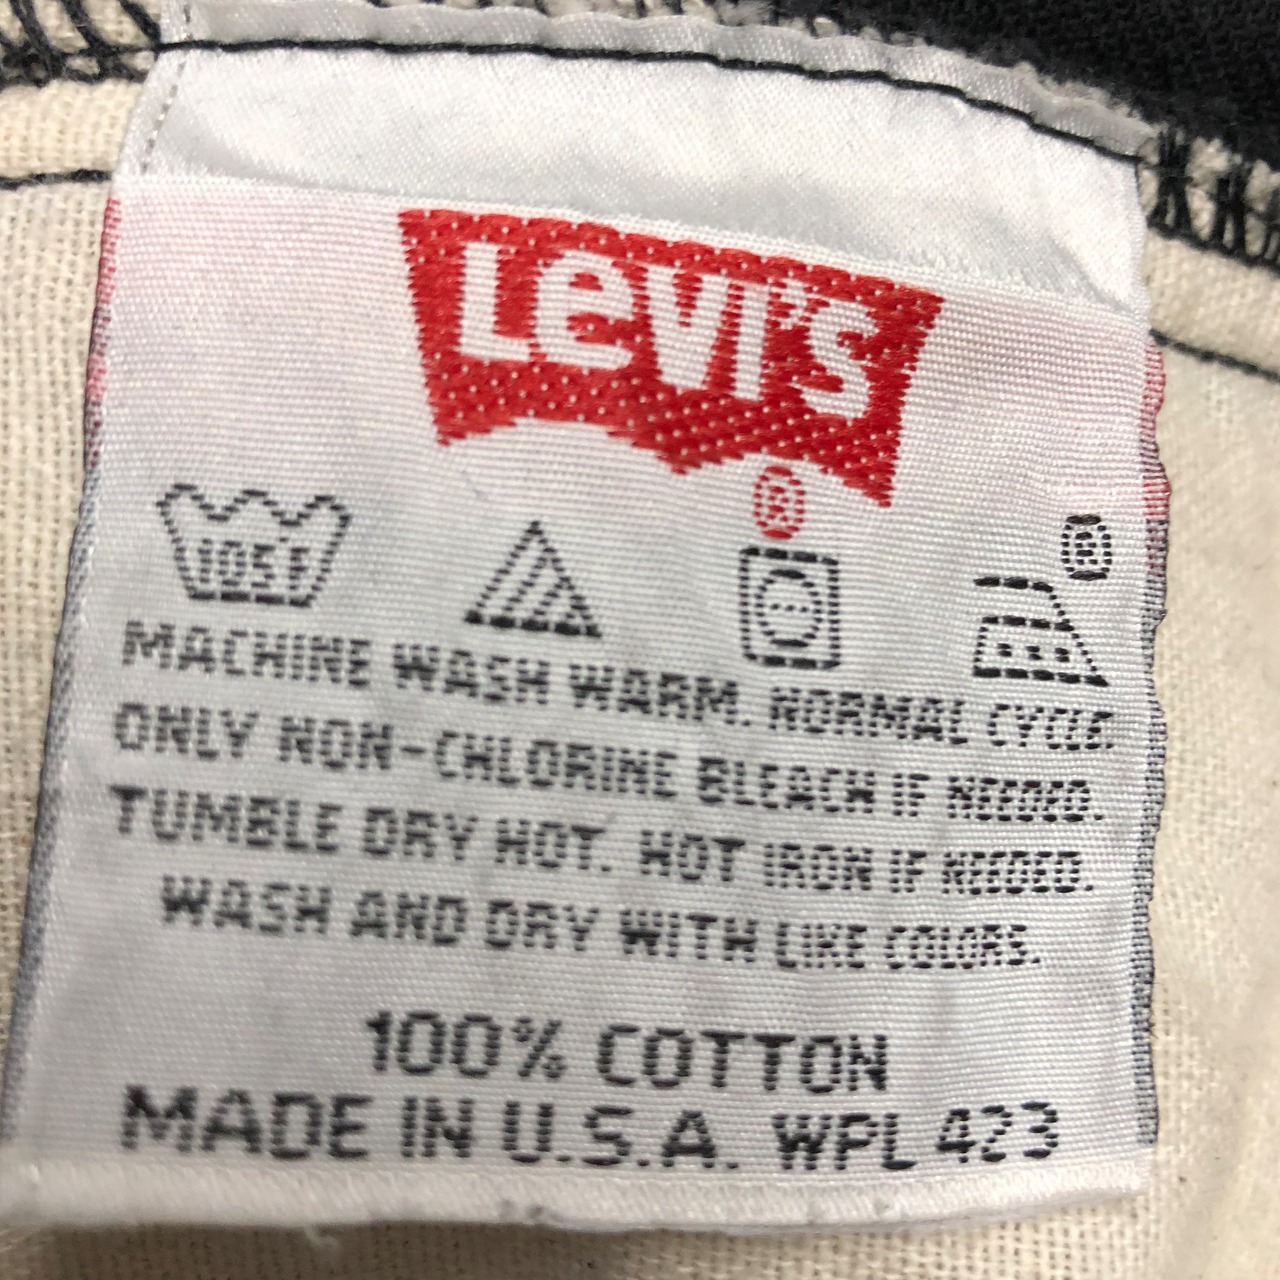 LEVI'S
®
®
105°F
MACHINE WASH WARM. NORMAL CYCLE.
ONLY NON-CHLORINE BLEACH IF NEEDED.
TUMBLE DRY HOT. HOT IRON IF NEEDED.
WASH AND DRY WITH LIKE COLORS.
100% COTTON
MADE IN U.S.A. WPL 423